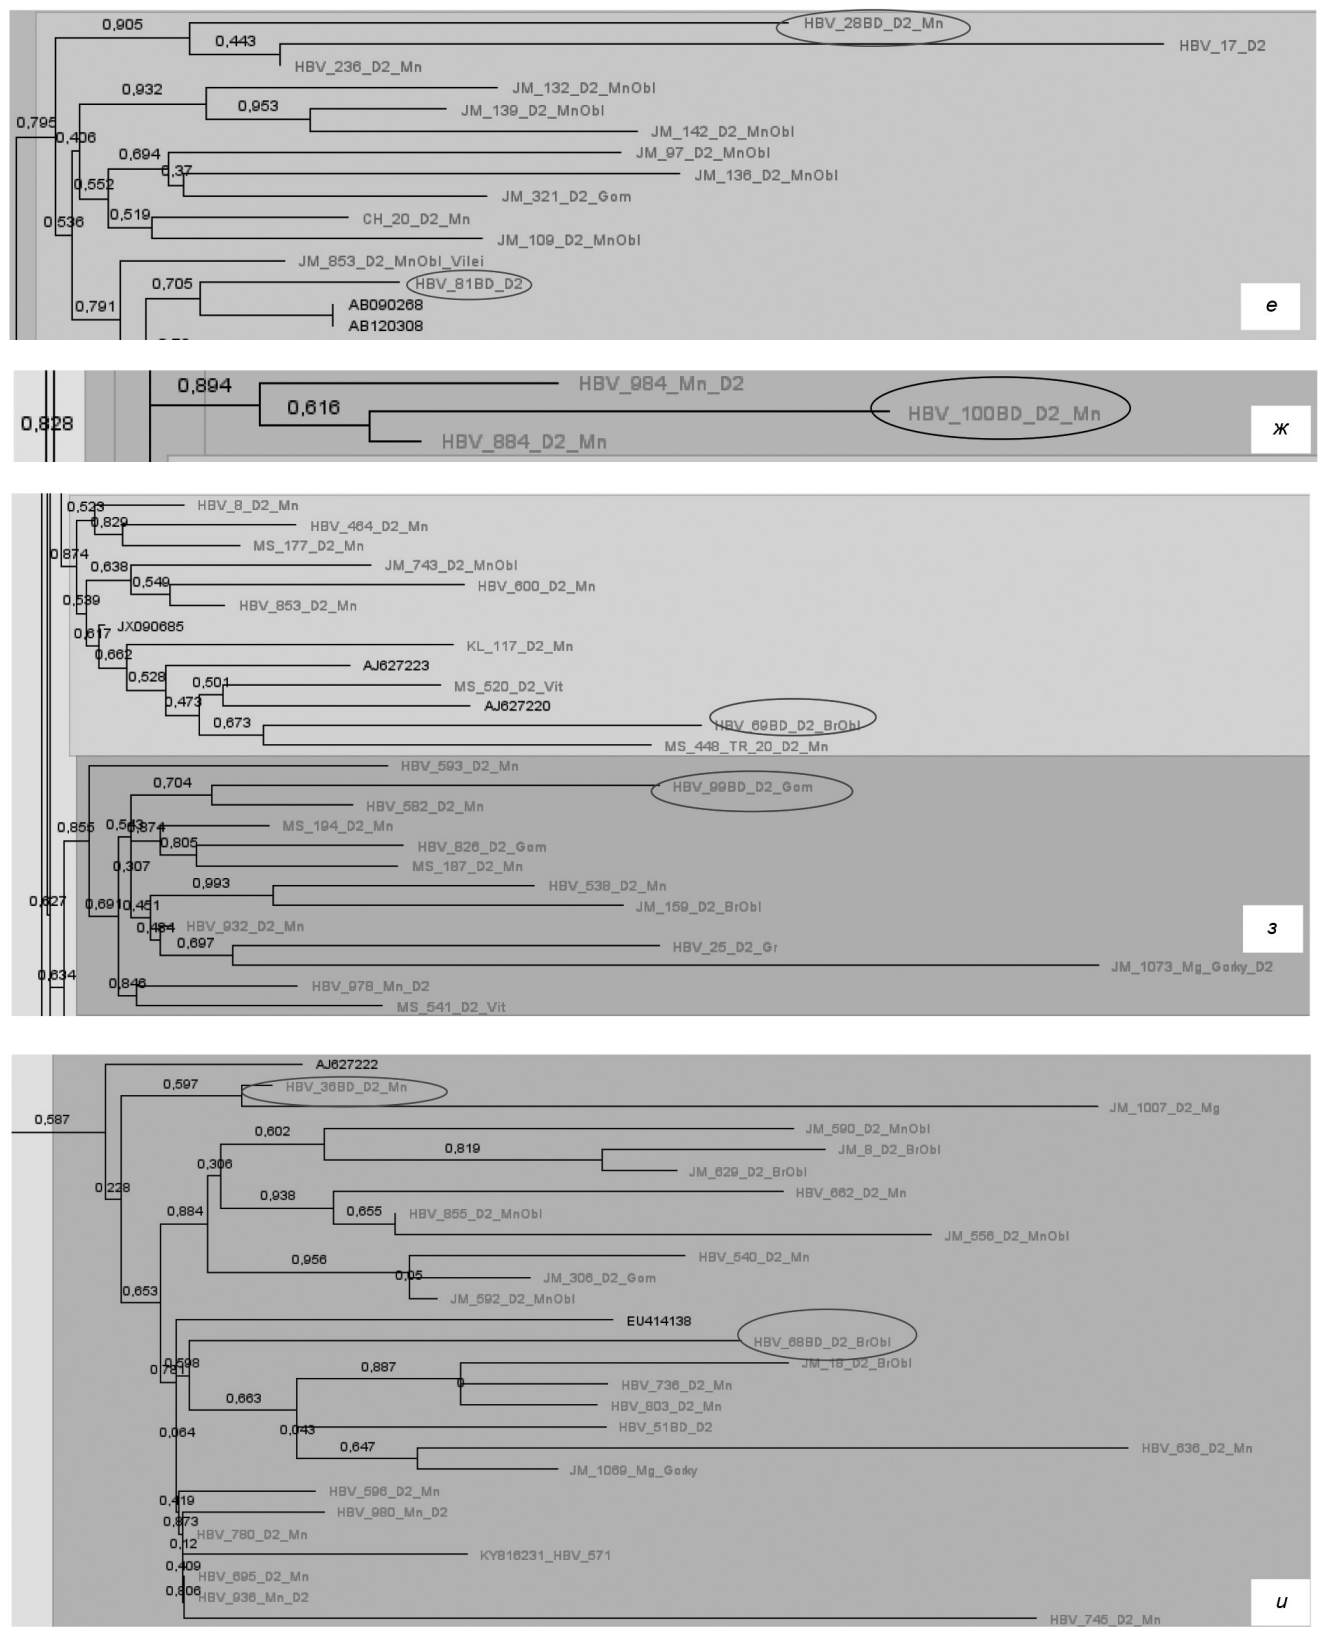 0,905
HBV_28BD_D2_Mn
0,443
HBV_17_D2
HBV_236_D2_Mn
0,932
JM_132_D2_MnObl
0,953
JM_139_D2_MnObl
0,795
0,406
JM_142_D2_MnObl
0,694
JM_97_D2_MnObl
0,37
JM_136_D2_MnObl
0,552
JM_321_D2_Gom
0,519
CH_20_D2_Mn
0,536
JM_109_D2_MnObl
JM_853_D2_MnObl_Vilei
0,705
HBV_81BD_D2
0,791
AB090268
е
AB120308
0,894
HBV_984_Mn_D2
0,616
HBV_100BD_D2_Mn
0,828
ж
HBV_884_D2_Mn
0,523
HBV_8_D2_Mn
0,829
HBV_464_D2_Mn
MS_177_D2_Mn
0,874
0,638
JM_743_D2_MnObl
0,549
HBV_600_D2_Mn
0,539
HBV_853_D2_Mn
JX090685
0,617
KL_117_D2_Mn
0,662
AJ627223
0,528
0,501
MS_520_D2_Vit
0,473
AJ627220
0,673
HBV_69BD_D2_BrObl
MS_448_TR_20_D2_Mn
HBV_593_D2_Mn
0,704
HBV_99BD_D2_Gom
HBV_582_D2_Mn
0,855
0,543
0,874
MS_194_D2_Mn
0,805
HBV_826_D2_Gom
0,307
MS_187_D2_Mn
0,993
HBV_538_D2_Mn
0,627
0,691
0,451
JM_159_D2_BrObl
0,484
HBV_932_D2_Mn
з
0,697
HBV_25_D2_Gr
JM_1073_Mg_Gorky_D2
0,634
0,846
HBV_978_Mn_D2
MS_541_D2_Vit
AJ627222
0,597
HBV_36BD_D2_Mn
JM_1007_D2_Mg
0,587
0,602
JM_590_D2_MnObl
0,819
JM_8_D2_BrObl
0,306
JM_629_D2_BrObl
0,228
0,938
HBV_662_D2_Mn
0,884
0,655
HBV_855_D2_MnObl
JM_556_D2_MnObl
0,956
HBV_540_D2_Mn
0,05
JM_306_D2_Gom
0,653
JM_592_D2_MnObl
EU414138
HBV_68BD_D2_BrObl
0,781
0,598
0,887
JM_18_D2_BrObl
0
HBV_736_D2_Mn
0,663
HBV_803_D2_Mn
0,064
0,043
HBV_51BD_D2
0,647
HBV_636_D2_Mn
JM_1069_Mg_Gorky
HBV_596_D2_Mn
0,419
HBV_980_Mn_D2
0,873
HBV_780_D2_Mn
0,12
KY816231_HBV_571
0,409
HBV_695_D2_Mn
0,806
HBV_936_Mn_D2
и
HBV_745_D2_Mn